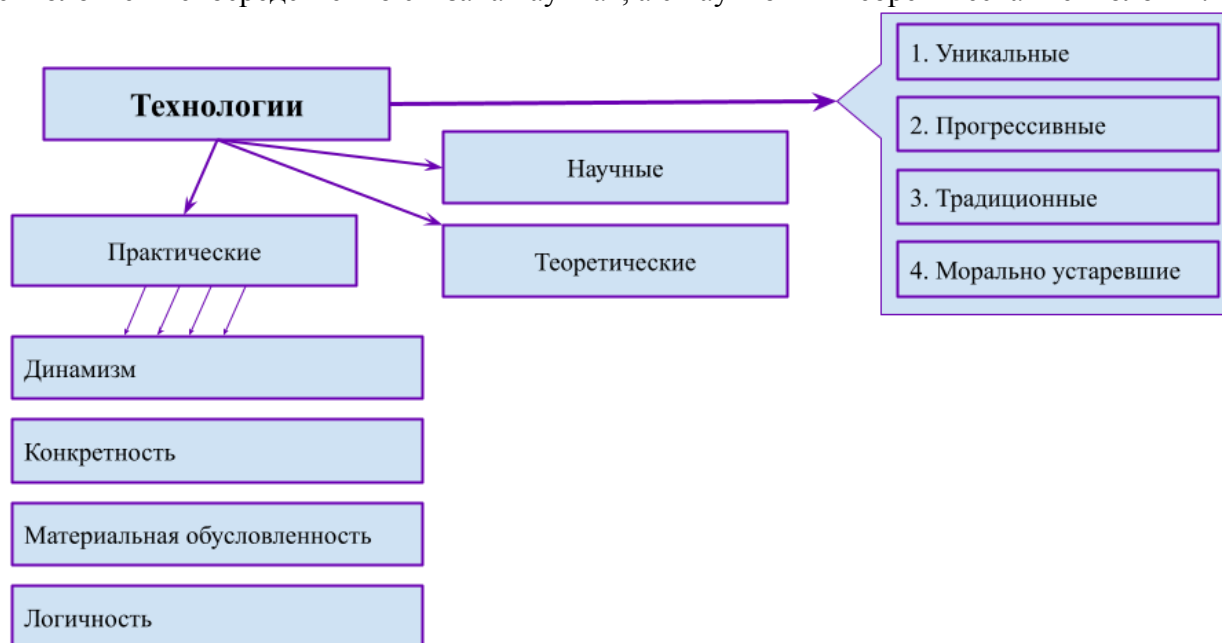 Технологии
1. Уникальные
2. Прогрессивные
3. Традиционные
4. Морально устаревшие
Научные
Теоретические
Практические
Динамизм
Конкретность
Материальная обусловленность
Логичность